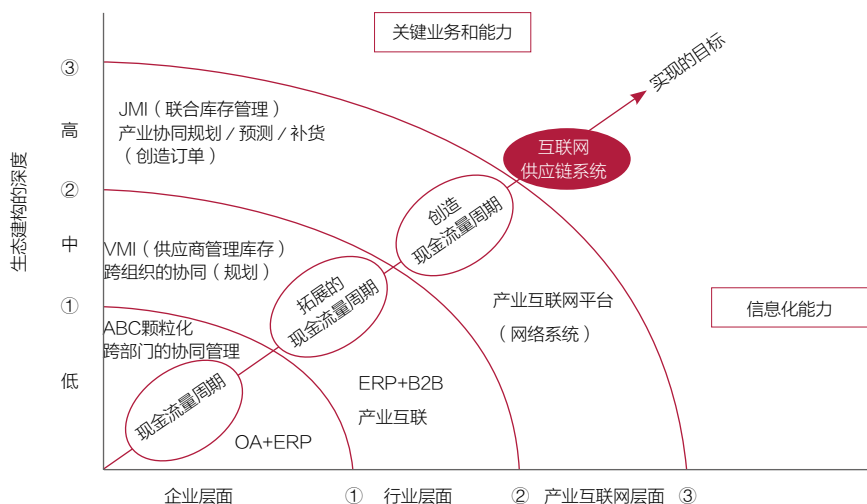 关键业务和能力
实现的目标
③
高
②
中
①
低
生态建构的深度
JMI（联合库存管理）
产业协同规划/预测/补货
（创造订单）
互联网
供应链系统
创造
现金流量周期
VMI（供应商管理库存）
跨组织的协同（规划）
拓展的
现金流量周期
产业互联网平台
（网络系统）
信息化能力
ABC颗粒化
跨部门的协同管理
现金流量周期
ERP+B2B
产业互联
OA+ERP
企业层面 ① 行业层面 ② 产业互联网层面 ③